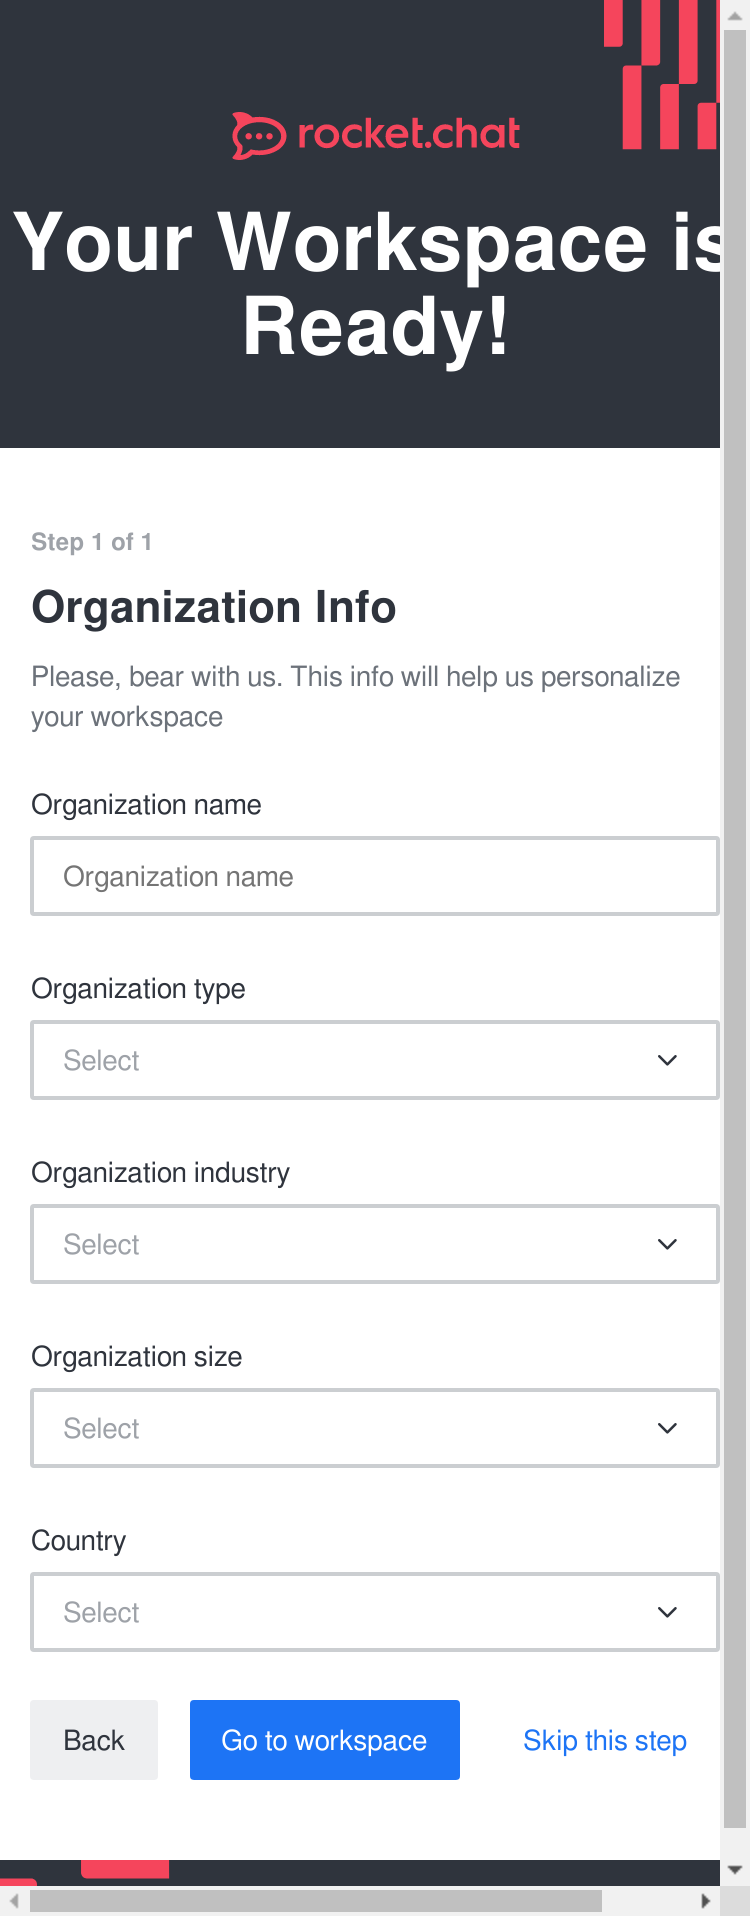 rocket.chat
Your Workspace is
Ready!
Step 1 of 1
Organization Info
Please, bear with us. This info will help us personalize
your workspace
Organization name
Organization name
Organization type
Select
Organization industry
Select
Organization size
Select
Country
Select
Back Go to workspace Skip this step